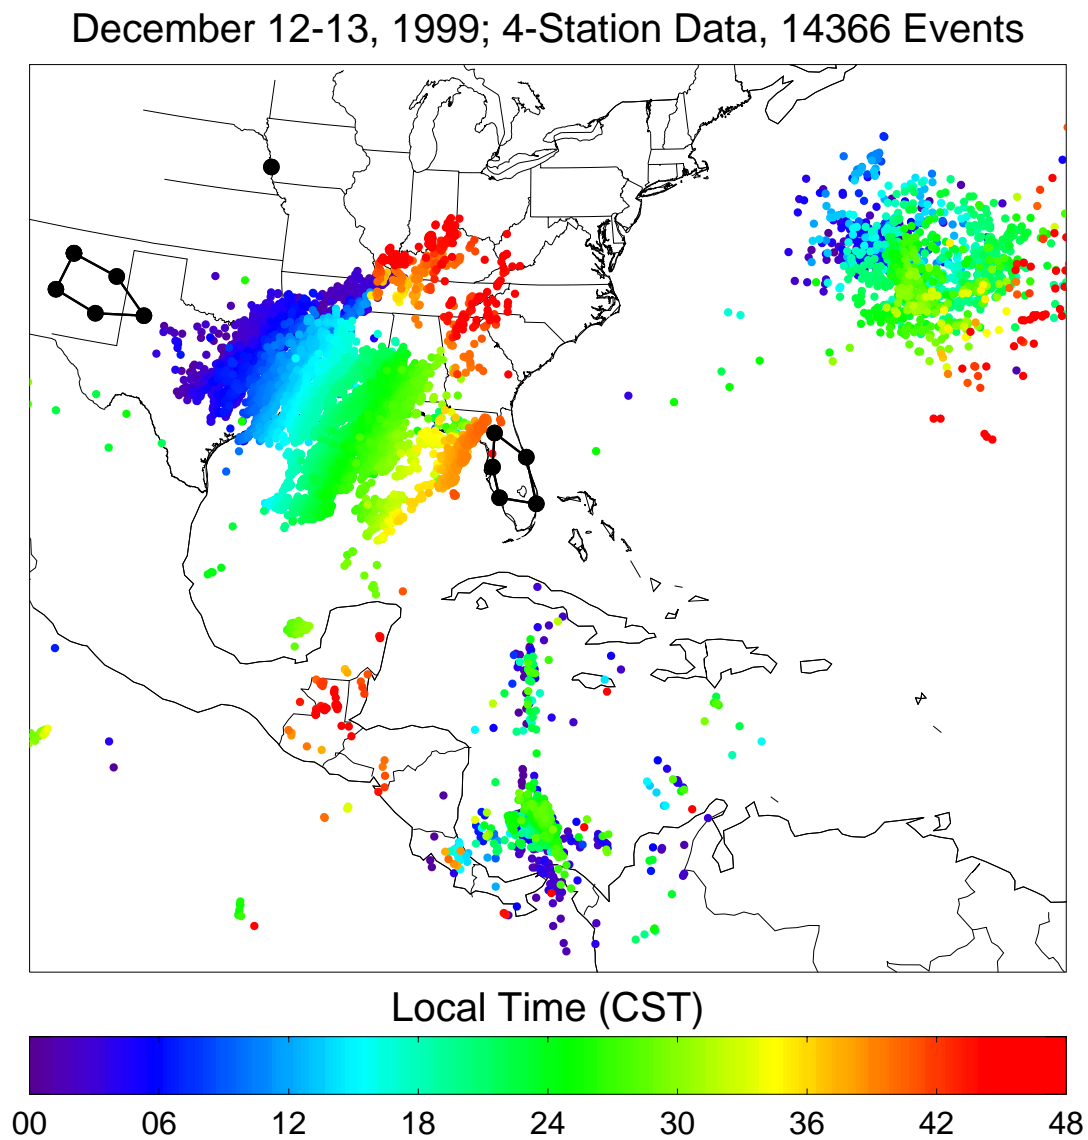 December 12-13, 1999; 4-Station Data, 14366 Events
Local Time (CST)
00 06 12 18 24 30 36 42 48